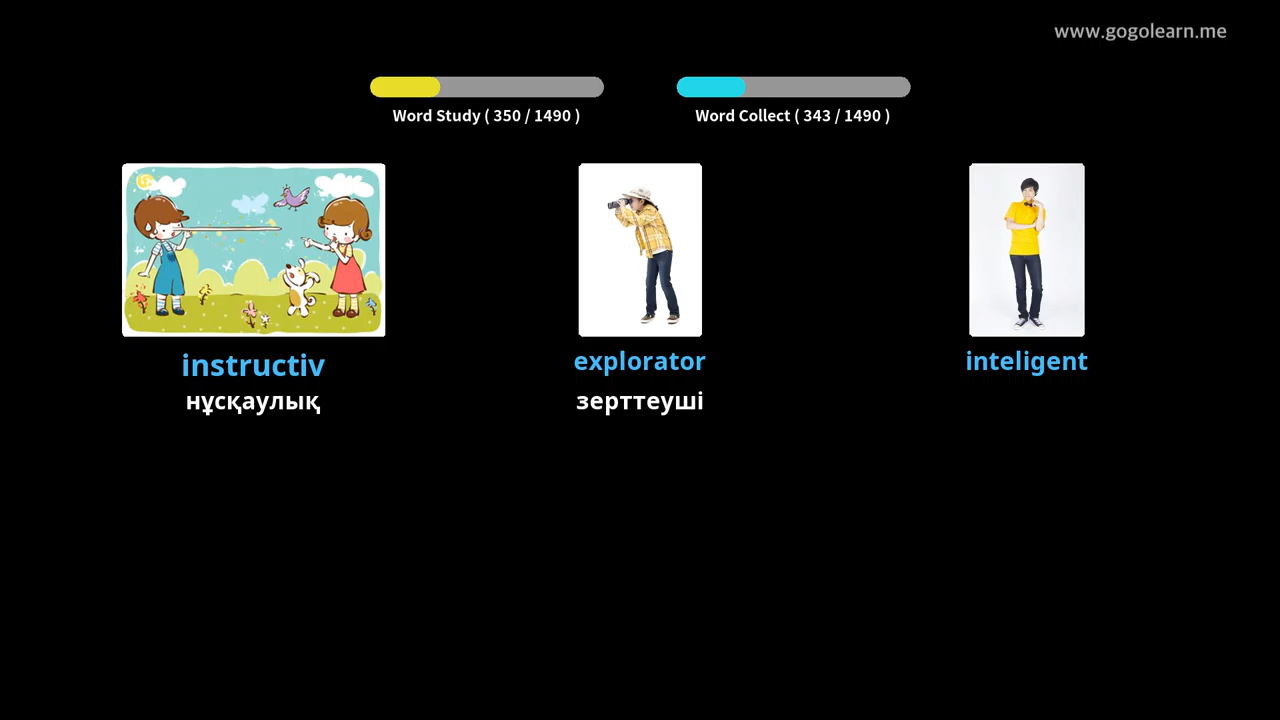 www.gogolearn.me
Word Study ( 350 / 1490 )
Word Collect ( 343 / 1490 )
instructiv
нұсқаулық
explorator
зерттеуші
inteligent